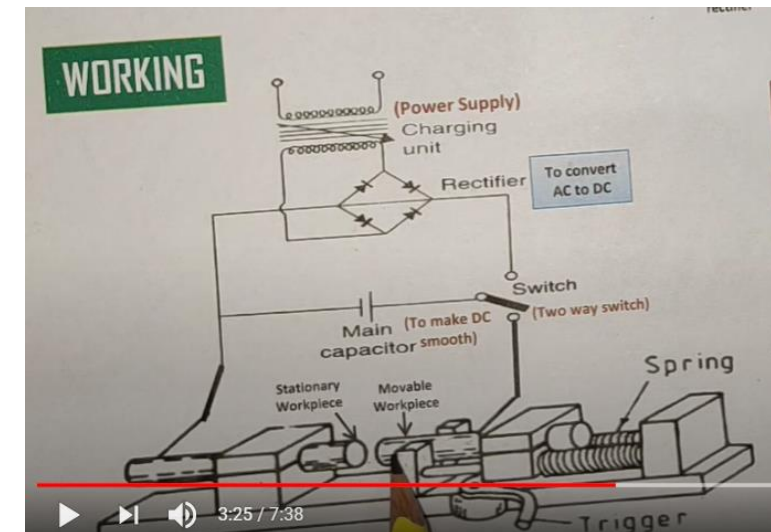 WORKING
(Power Supply)
Charging
unit
Rectifier
To convert
AC to DC
Switch
(Two way switch)
Main
capacitor
(To make DC
smooth)
Spring
Stationary
Workpiece
Movable
Workpiece
Trigger
3:25 / 7:38